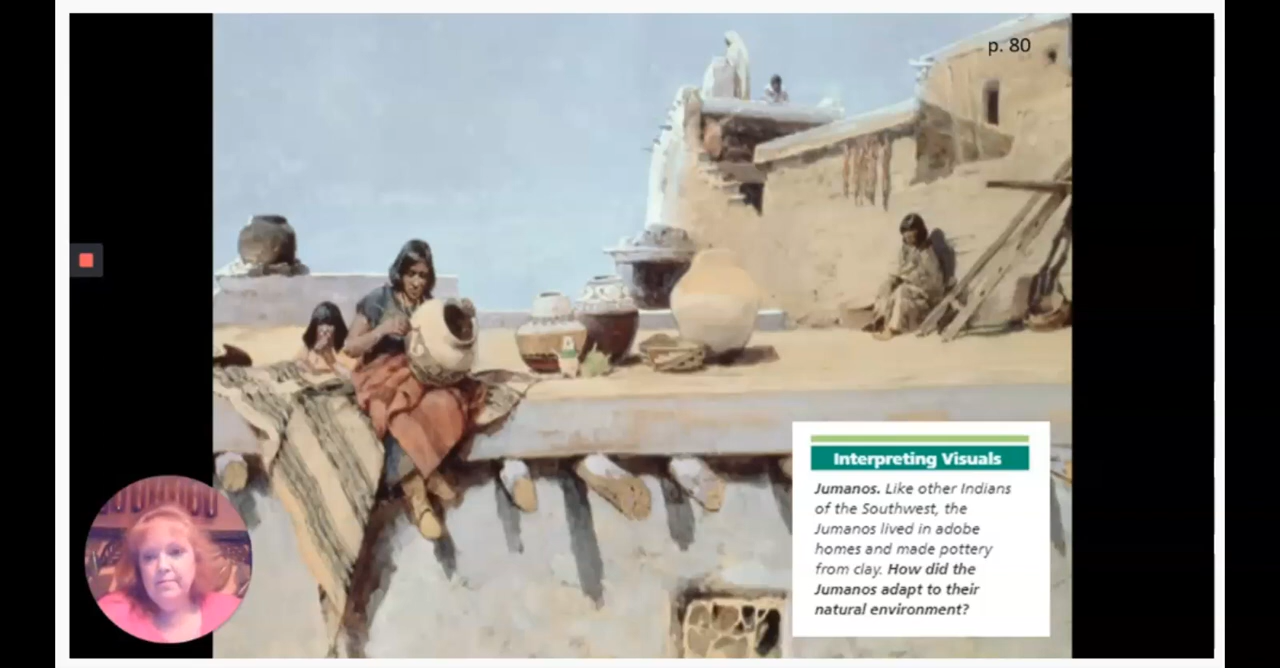 p. 80
Interpreting Visuals
Jumanos. Like other Indians
of the Southwest, the
Jumanos lived in adobe
homes and made pottery
from clay. How did the
Jumanos adapt to their
natural environment?